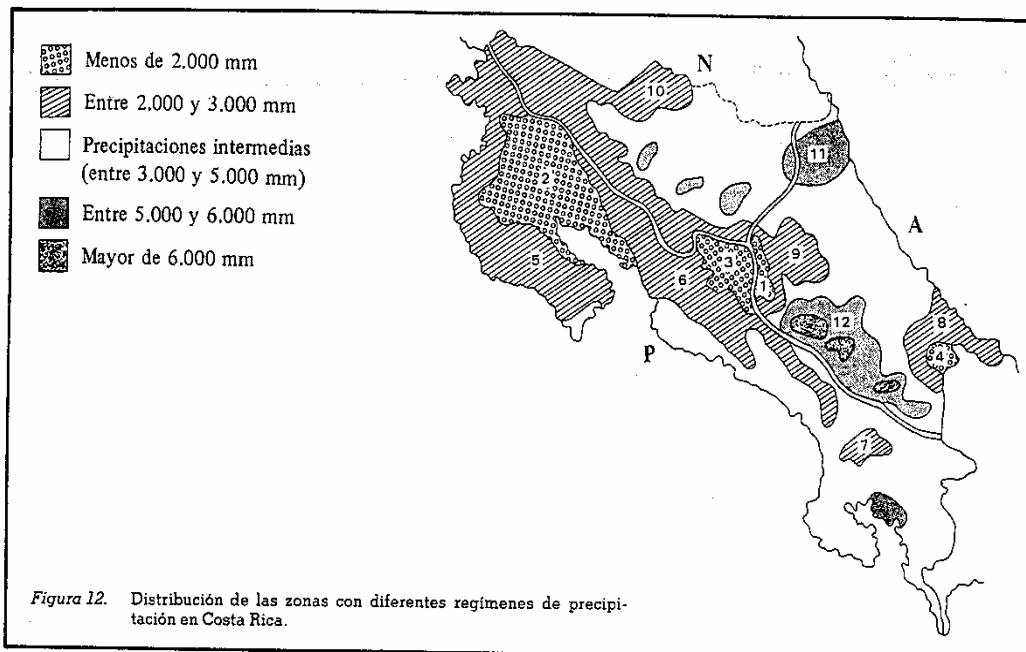 Menos de 2.000 mm
Entre 2.000 y 3.000 mm
Precipitaciones intermedias
(entre 3.000 y 5.000 mm)
Entre 5.000 y 6.000 mm
Mayor de 6.000 mm
N
10
11
2
A
3
9
5
6
1
12
8
P
4
7
Figura 12. Distribución de las zonas con diferentes regímenes de precipi-
tación en Costa Rica.